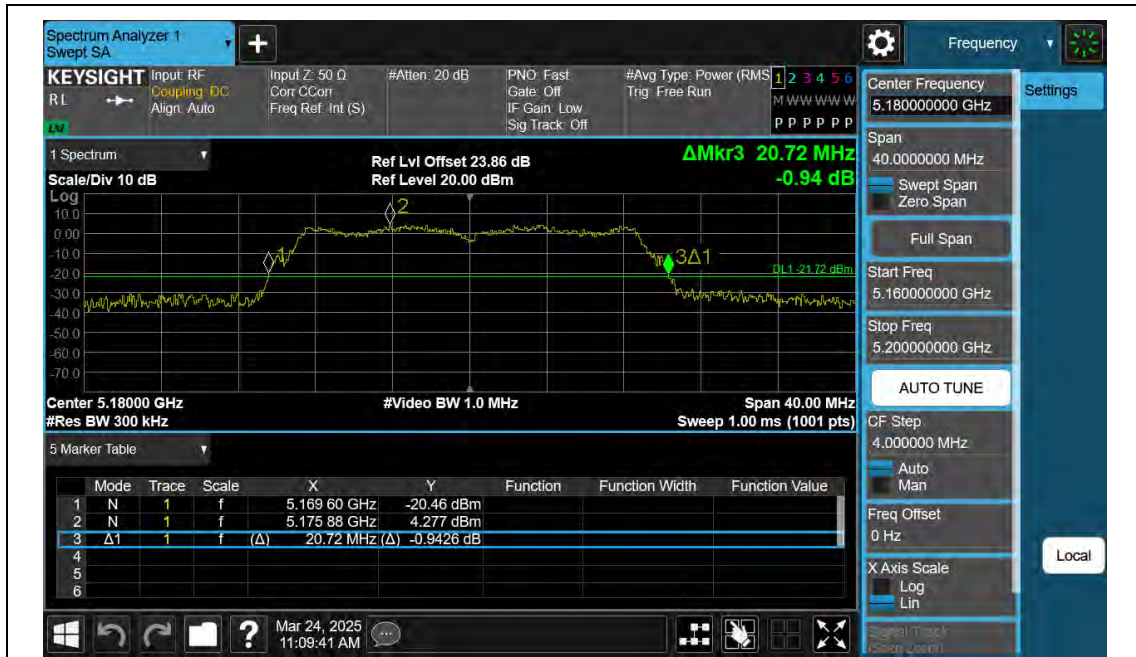 Spectrum Analyzer 1
Swept SA
Frequency
KEYSIGHT
Input: RF
Coupling: DC
Align: Auto
Input Z: 50 Ω
Corr CCorr
Freq Ref: Int (S)
#Atten: 20 dB
PNO: Fast
Gate: Off
IF Gain: Low
Sig Track: Off
#Avg Type: Power (RMS
Trig: Free Run
1 2 3 4 5 6
M W W W W W
P P P P P P
R L
1 Spectrum
Ref Lvl Offset 23.86 dB
ΔMkr3 20.72 MHz
Scale/Div 10 dB
Ref Level 20.00 dBm
-0.94 dB
Log
10.0
0.00
-10.0
-20.0
-30.0
-40.0
-50.0
-60.0
-70.0
1
2
3Δ1
DL1 -21.72 dBm
Center 5.18000 GHz
#Video BW 1.0 MHz
Span 40.00 MHz
#Res BW 300 kHz
Sweep 1.00 ms (1001 pts)
5 Marker Table
Mode Trace Scale X Y Function Function Width Function Value
1 N 1 f 5.169 60 GHz -20.46 dBm
2 N 1 f 5.175 88 GHz 4.277 dBm
3 Δ1 1 f (Δ) 20.72 MHz (Δ) -0.9426 dB
4
5
6
Mar 24, 2025
11:09:41 AM
Center Frequency
5.180000000 GHz
Settings
Span
40.0000000 MHz
Swept Span
Zero Span
Full Span
Start Freq
5.160000000 GHz
Stop Freq
5.200000000 GHz
AUTO TUNE
CF Step
4.000000 MHz
Auto
Man
Freq Offset
0 Hz
X Axis Scale
Log
Lin
Signal Track
(Span Zoom)
Local